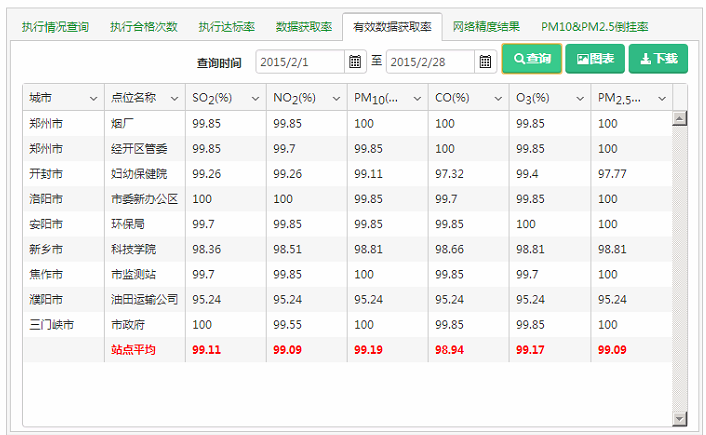 执行情况查询 执行合格次数 执行达标率 数据获取率 有效数据获取率 网络精度结果 PM10&PM2.5倒挂率
查询时间 2015/2/1 至 2015/2/28 查询 图表 下载
城市 点位名称 SO2(%) NO2(%) PM10(... CO(%) O3(%) PM2.5...
郑州市 烟厂 99.85 99.85 100 100 99.85 100
郑州市 经开区管委 99.85 99.7 99.85 100 99.85 100
开封市 妇幼保健院 99.26 99.26 99.11 97.32 99.4 97.77
洛阳市 市委新办公区 100 100 99.85 99.7 99.85 100
安阳市 环保局 99.7 99.85 99.85 99.85 100 100
新乡市 科技学院 98.36 98.51 98.81 98.66 98.81 98.81
焦作市 市监测站 99.7 99.85 100 99.85 99.7 100
濮阳市 油田运输公司 95.24 95.24 95.24 95.24 95.24 95.24
三门峡市 市政府 100 99.55 100 99.85 99.85 100
站点平均 99.11 99.09 99.19 98.94 99.17 99.09